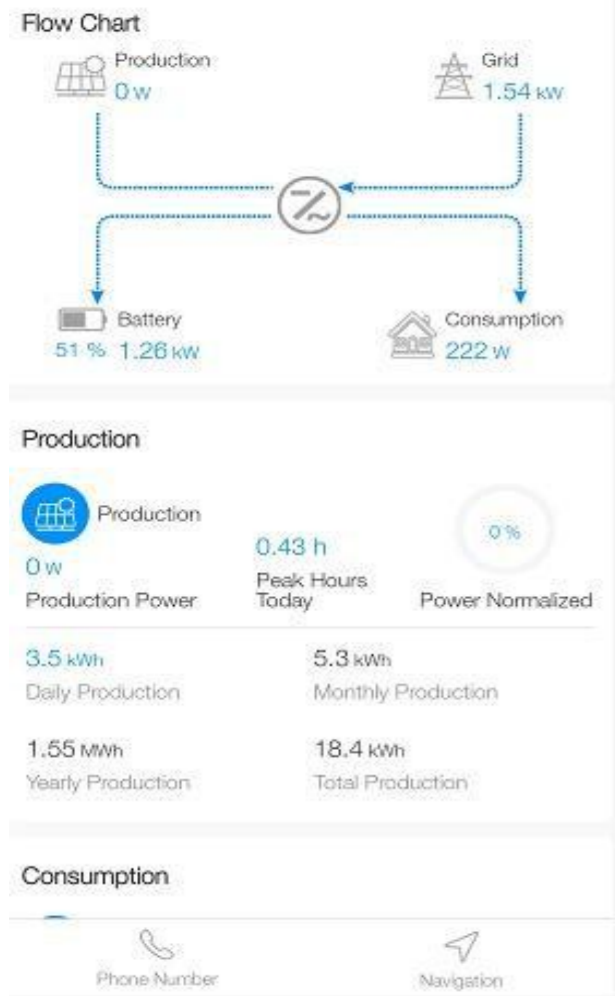 Flow Chart
Production
0 w
Grid
1.54 kW
Battery
51 % 1.26 kW
Consumption
222 w
Production
Production
0 w
Production Power
0.43 h
Peak Hours
Today
0 %
Power Normalized
3.5 kWh
Daily Production
5.3 kWh
Monthly Production
1.55 MWh
Yearly Production
18.4 kWh
Total Production
Consumption
Phone Number
Navigation